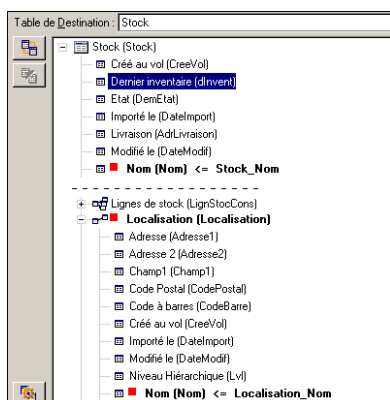 Table de Destination : Stock
Stock (Stock)
Créé au vol (CreeVol)
Dernier inventaire (dInvent)
Etat (DemEtat)
Importé le (DateImport)
Livraison (AdrLivraison)
Modifié le (DateModif)
Nom (Nom) <= Stock_Nom
Lignes de stock (LignStocCons)
Localisation (Localisation)
Adresse (Adresse1)
Adresse 2 (Adresse2)
Champ1 (Champ1)
Code Postal (CodePostal)
Code à barres (CodeBarre)
Créé au vol (CreeVol)
Importé le (DateImport)
Modifié le (DateModif)
Niveau Hiérarchique (Lvl)
Nom (Nom) <= Localisation_Nom